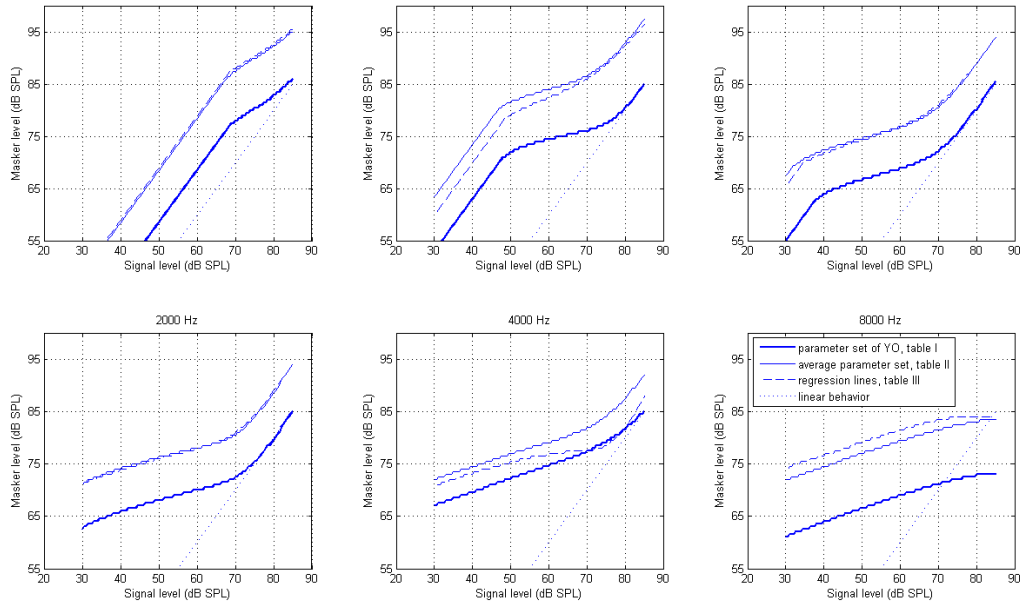 95
85
75
65
55
Masker level (dB SPL)
20 30 40 50 60 70 80 90
Signal level (dB SPL)
95
85
75
65
55
Masker level (dB SPL)
20 30 40 50 60 70 80 90
Signal level (dB SPL)
95
85
75
65
55
Masker level (dB SPL)
20 30 40 50 60 70 80 90
Signal level (dB SPL)
2000 Hz
95
85
75
65
55
Masker level (dB SPL)
20 30 40 50 60 70 80 90
Signal level (dB SPL)
4000 Hz
95
85
75
65
55
Masker level (dB SPL)
20 30 40 50 60 70 80 90
Signal level (dB SPL)
8000 Hz
parameter set of YO, table I
average parameter set, table II
regression lines, table III
linear behavior
95
85
75
65
55
Masker level (dB SPL)
20 30 40 50 60 70 80 90
Signal level (dB SPL)